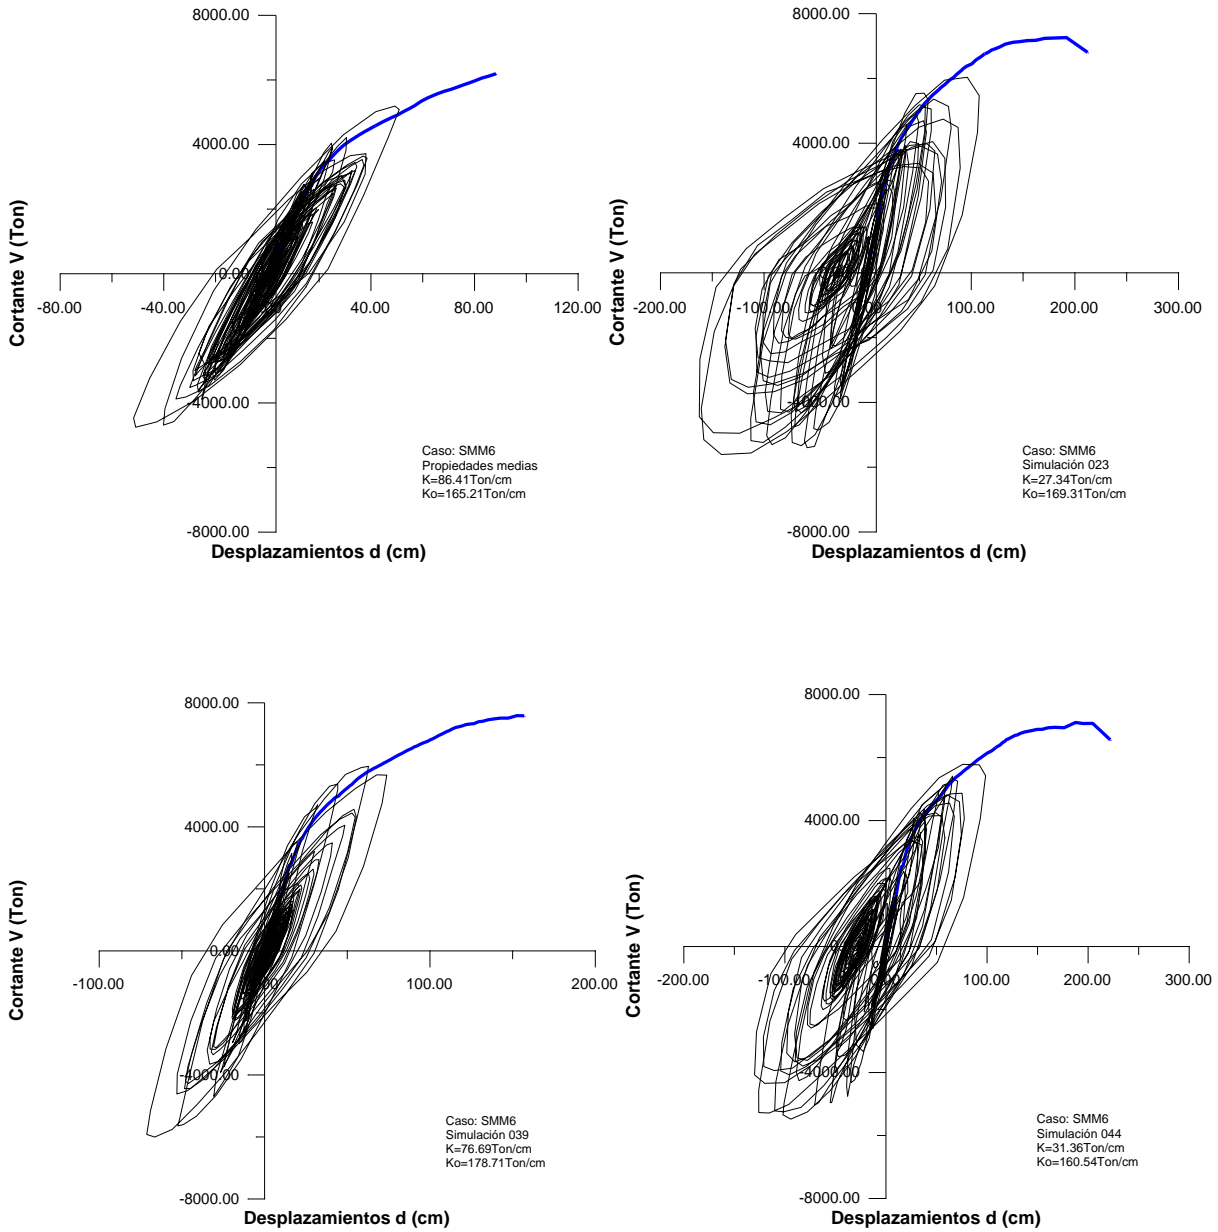 8000.00
4000.00
0.00
-4000.00
-8000.00
-80.00 -40.00 40.00 80.00 120.00
Cortante V (Ton)
Desplazamientos d (cm)
Caso: SMM6
Propiedades medias
K=86.41Ton/cm
Ko=165.21Ton/cm
8000.00
4000.00
-4000.00
-8000.00
-200.00 -100.00 100.00 200.00 300.00
Cortante V (Ton)
Desplazamientos d (cm)
Caso: SMM6
Simulación 023
K=27.34Ton/cm
Ko=169.31Ton/cm
8000.00
4000.00
0.00
-4000.00
-8000.00
-100.00 100.00 200.00
Cortante V (Ton)
Desplazamientos d (cm)
Caso: SMM6
Simulación 039
K=76.69Ton/cm
Ko=178.71Ton/cm
8000.00
4000.00
-4000.00
-8000.00
-200.00 -100.00 100.00 200.00 300.00
Cortante V (Ton)
Desplazamientos d (cm)
Caso: SMM6
Simulación 044
K=31.36Ton/cm
Ko=160.54Ton/cm